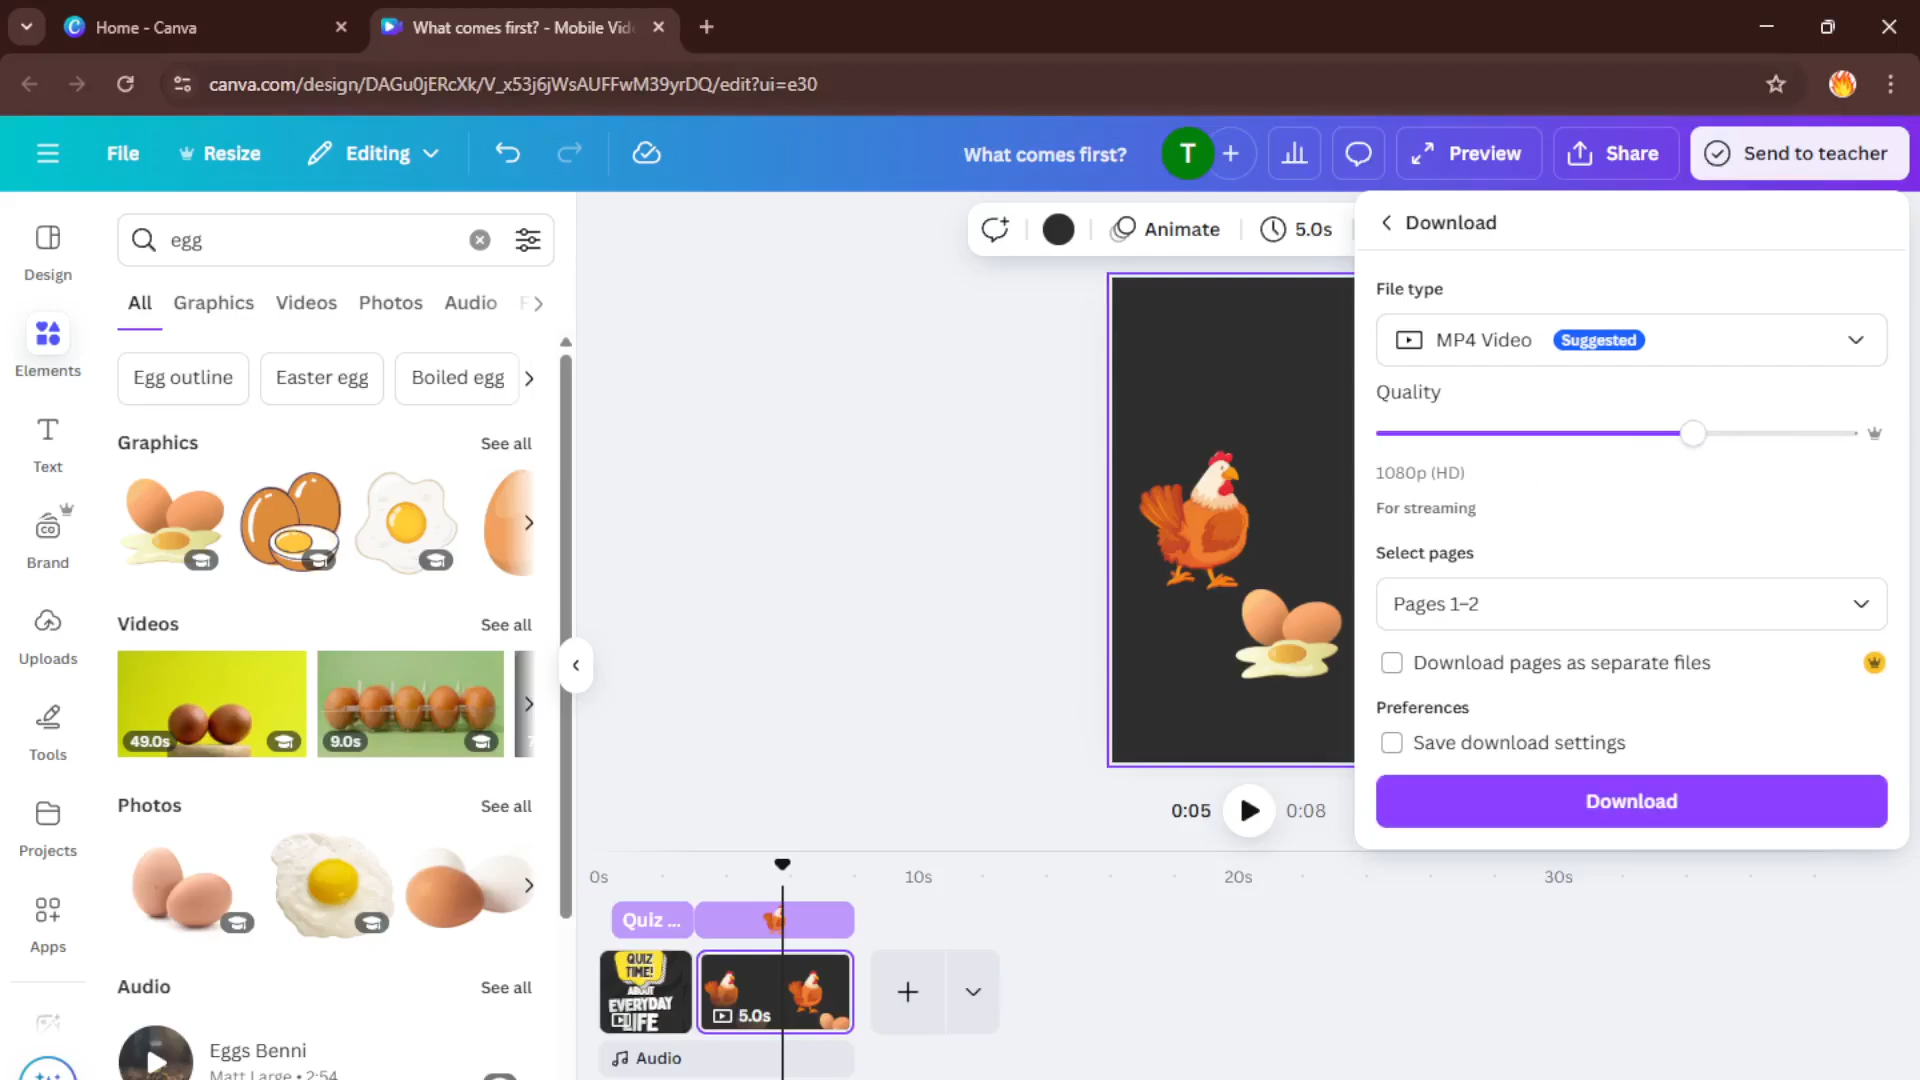 Home - Canva
What comes first? - Mobile Vid
canva.com/design/DAGu0jERcXk/V_x53j6jWsAUFFwM39yrDQ/edit?ui=e30
File
Resize
Editing
What comes first?
T
Preview
Share
Send to teacher
Design
Elements
Text
Brand
Uploads
Tools
Projects
Apps
egg
All
Graphics
Videos
Photos
Audio
Egg outline
Easter egg
Boiled egg
Graphics
See all
Videos
See all
49.0s
9.0s
Photos
See all
Audio
See all
Eggs Benni
Matt Large • 2:54
Animate
5.0s
Download
File type
MP4 Video
Suggested
Quality
1080p (HD)
For streaming
Select pages
Pages 1–2
Download pages as separate files
Preferences
Save download settings
Download
0:05
0:08
0s
10s
20s
30s
Quiz ...
QUIZ
TIME!
ABOUT
EVERYDAY
LIFE
5.0s
Audio